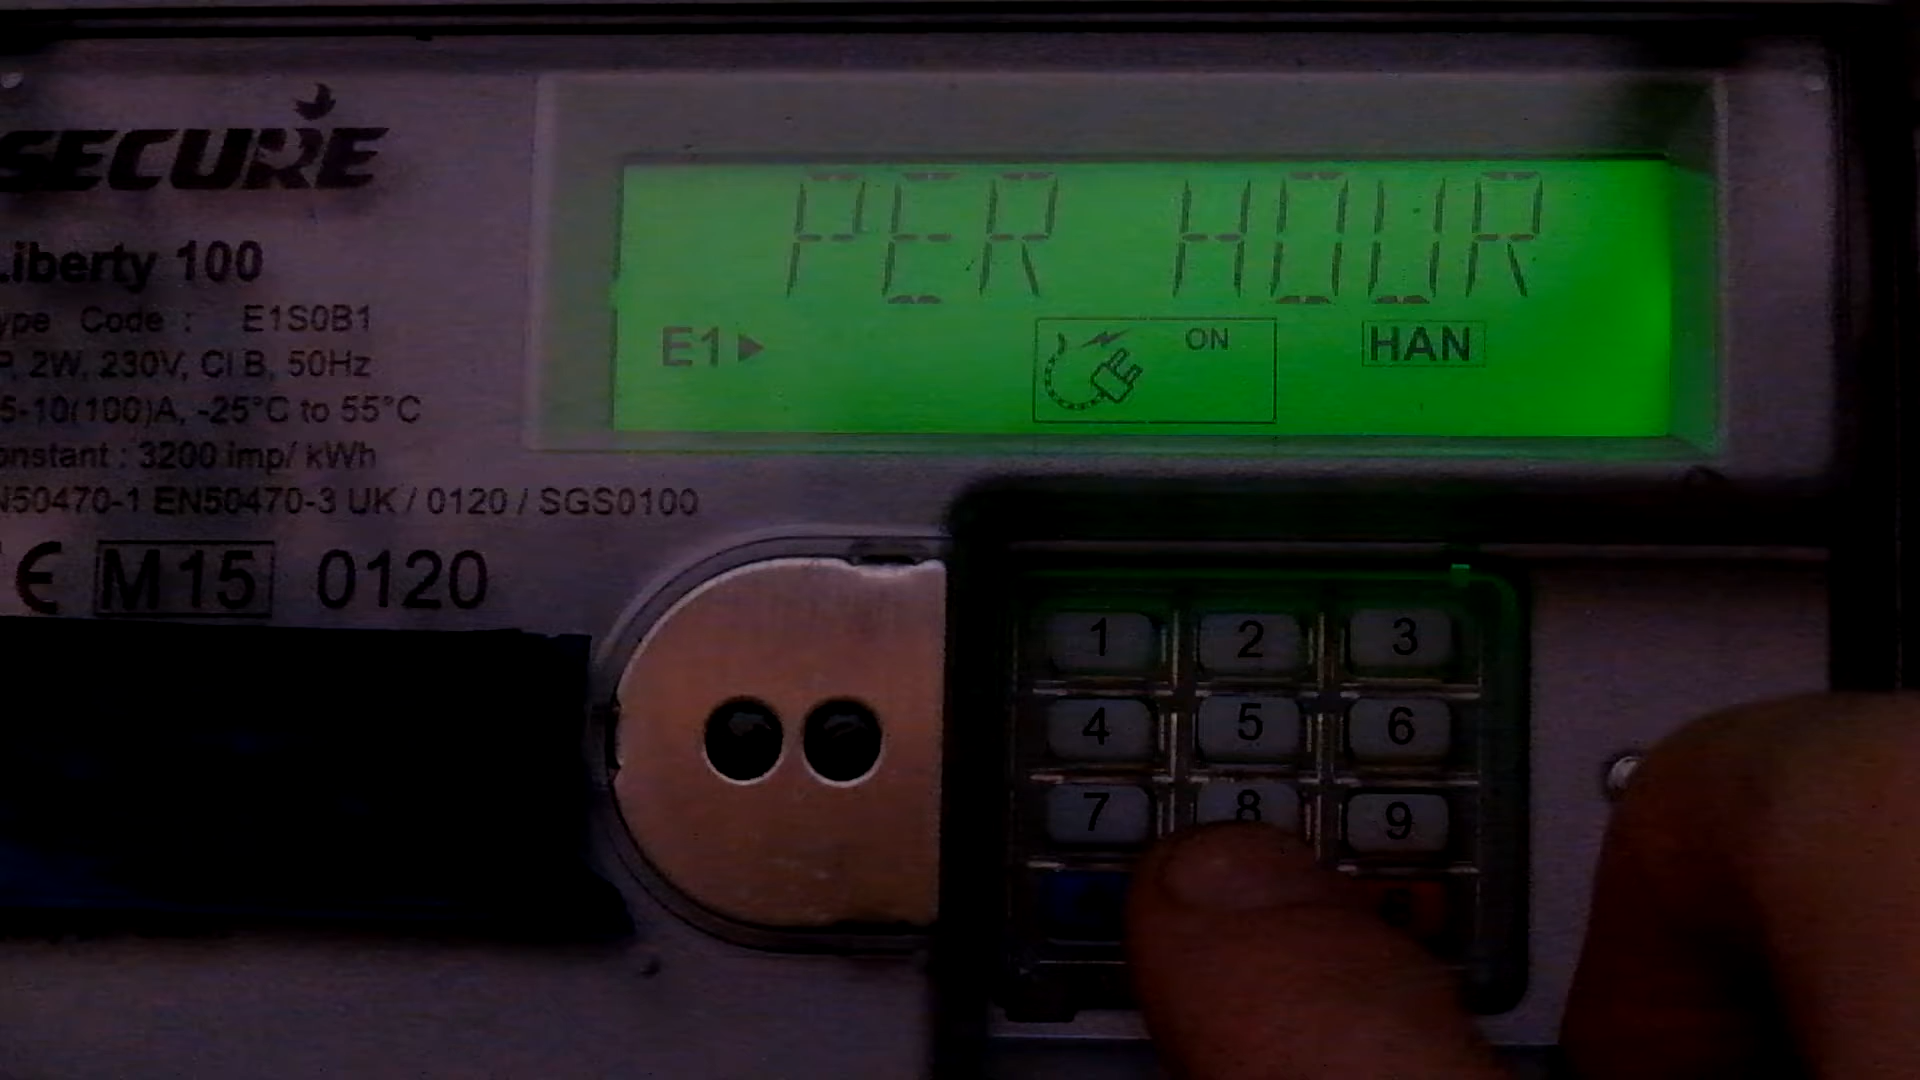 SECURE
PER HOUR
Liberty 100
E1 ON HAN
ype Code : E1S0B1
P, 2W, 230V, Cl B, 50Hz
5-10(100)A, -25°C to 55°C
onstant : 3200 imp/ kWh
N50470-1 EN50470-3 UK / 0120 / SGS0100
CE M15 0120
1 2 3
4 5 6
7 8 9